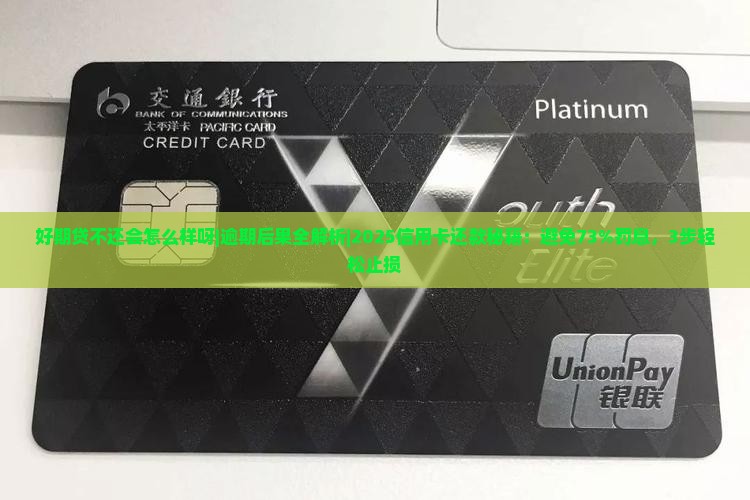 交通銀行
Platinum
BANK OF COMMUNICATIONS
太平洋卡 PACIFIC CARD
CREDIT CARD
outh
好期贷不还会怎么样呀|逾期后果全解析|2025信用卡还款秘籍：避免73%罚息，3步轻
松止损
Elite
UnionPay
银联